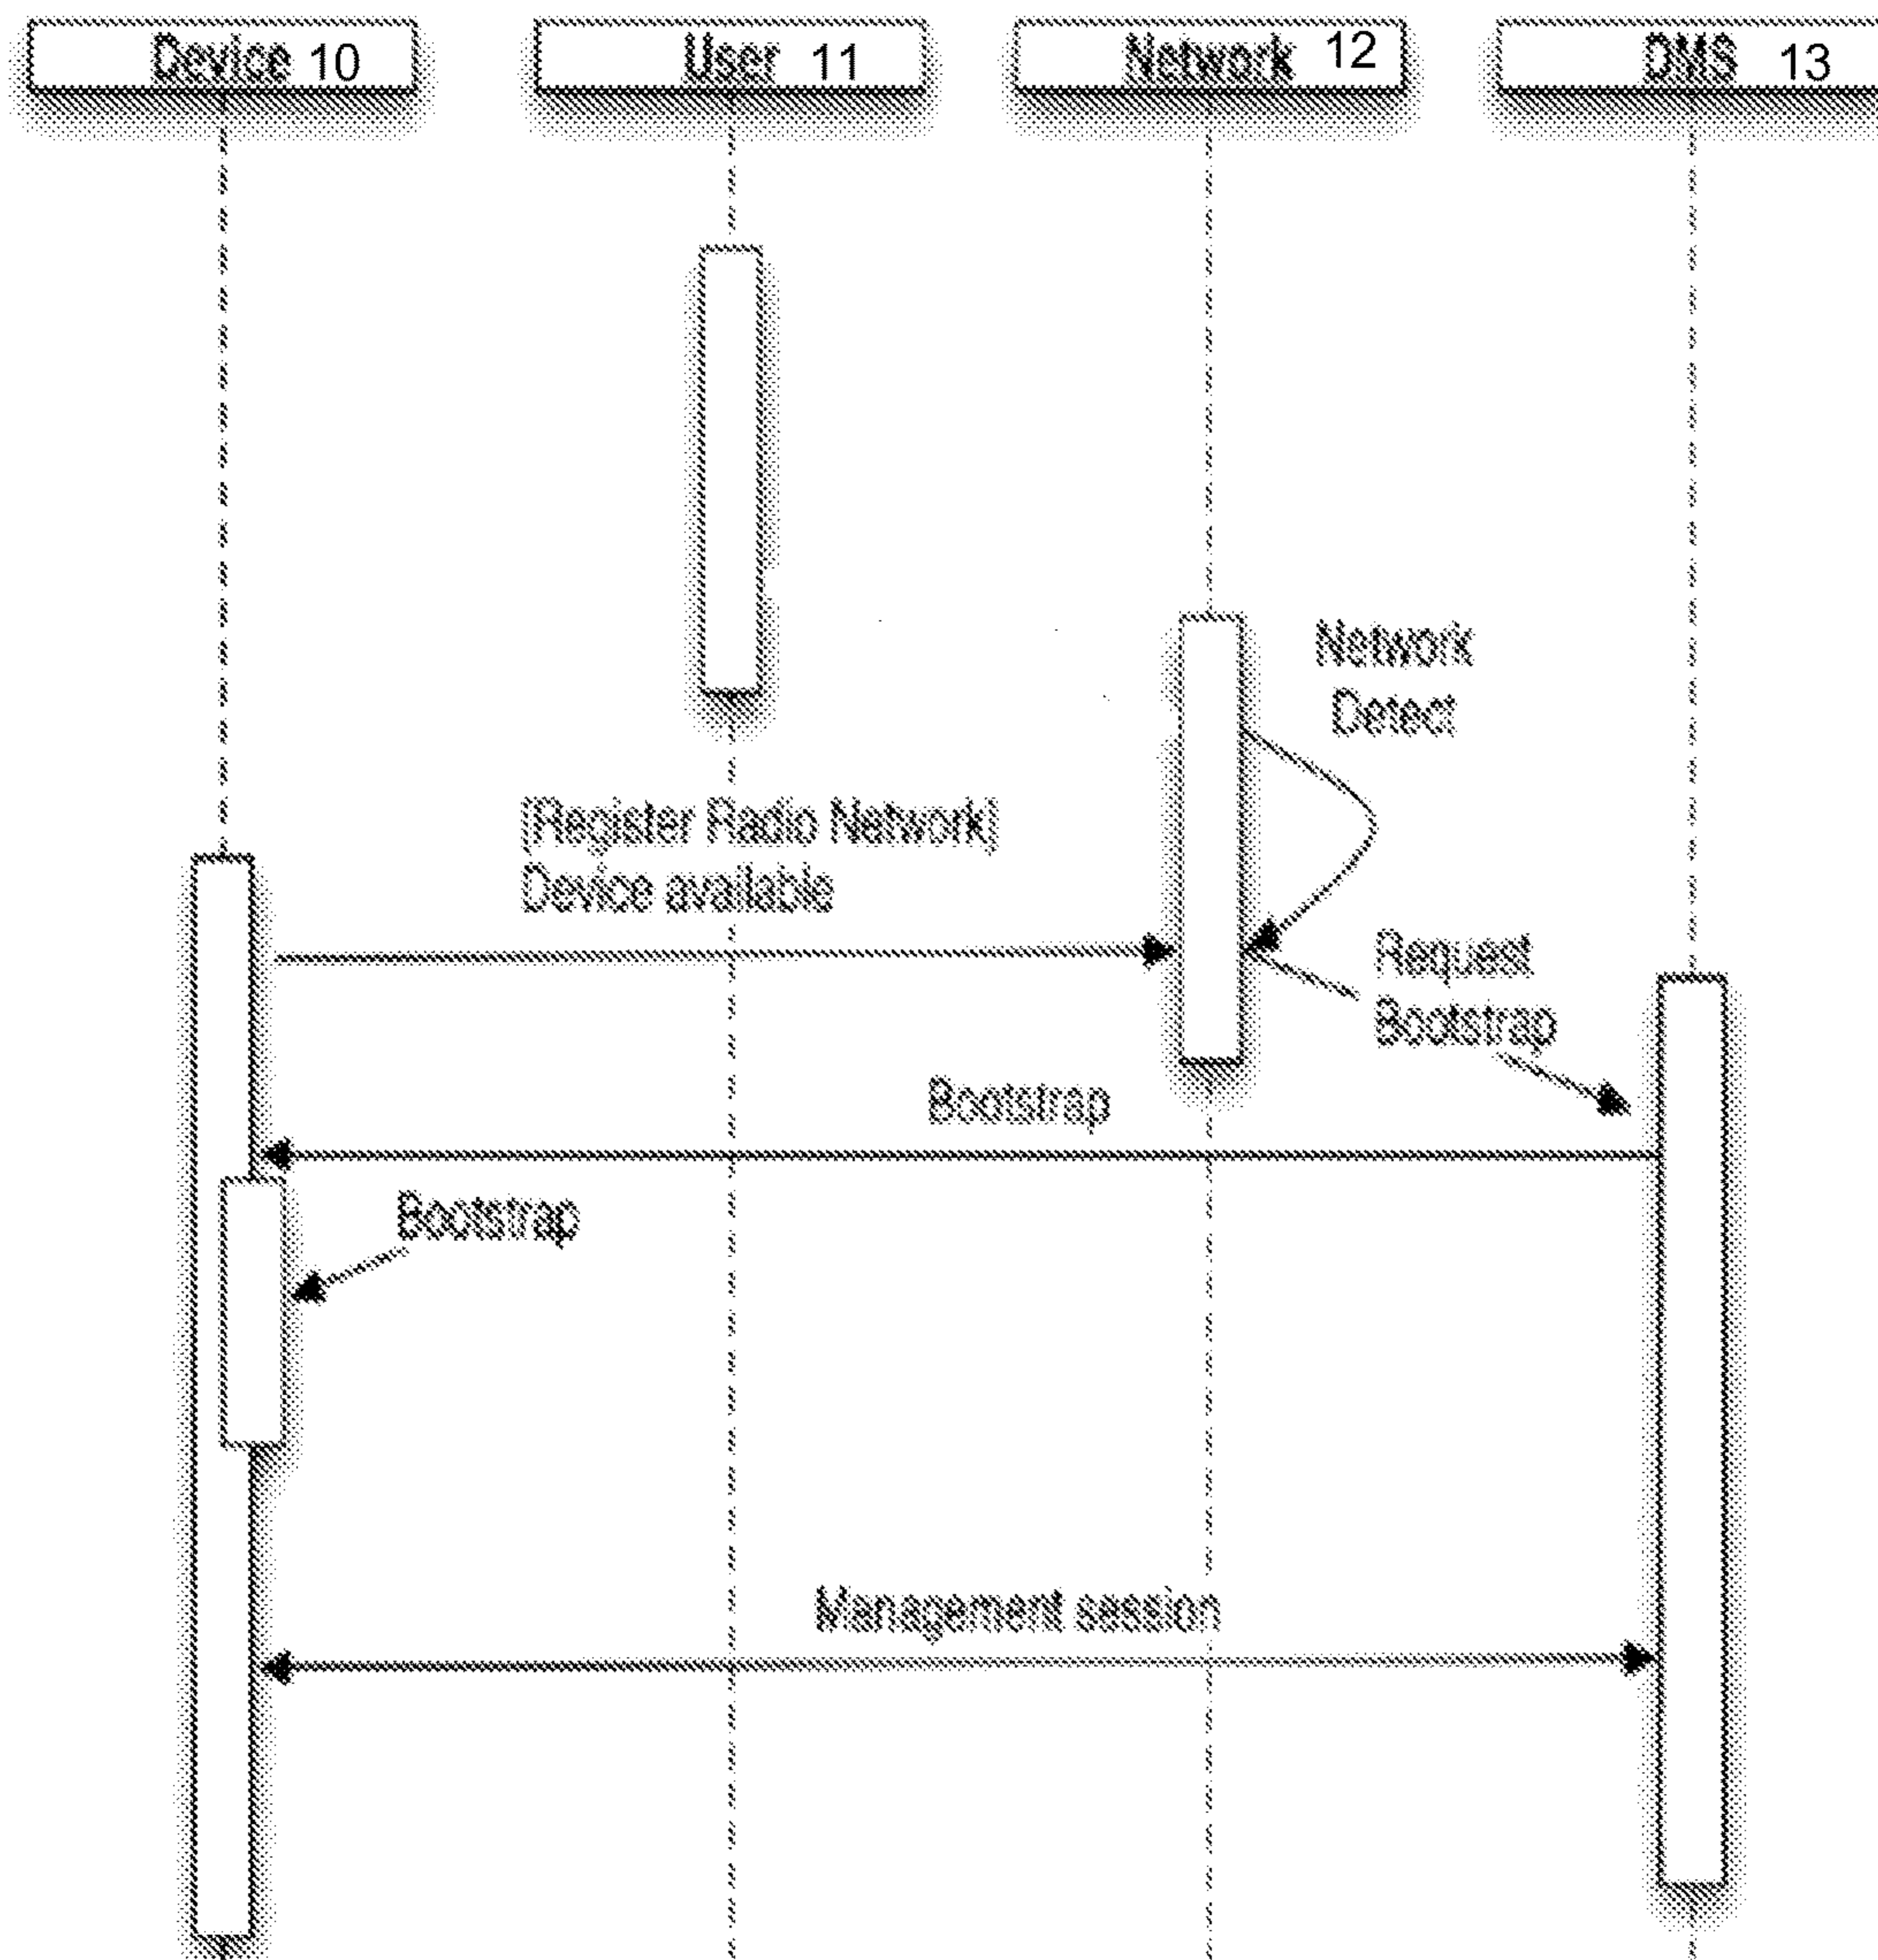 Device 10
User 11
Network 12
DMS 13
Network
Detect
[Register Radio Network]
Device available
Request
Bootstrap
Bootstrap
Bootstrap
Management session